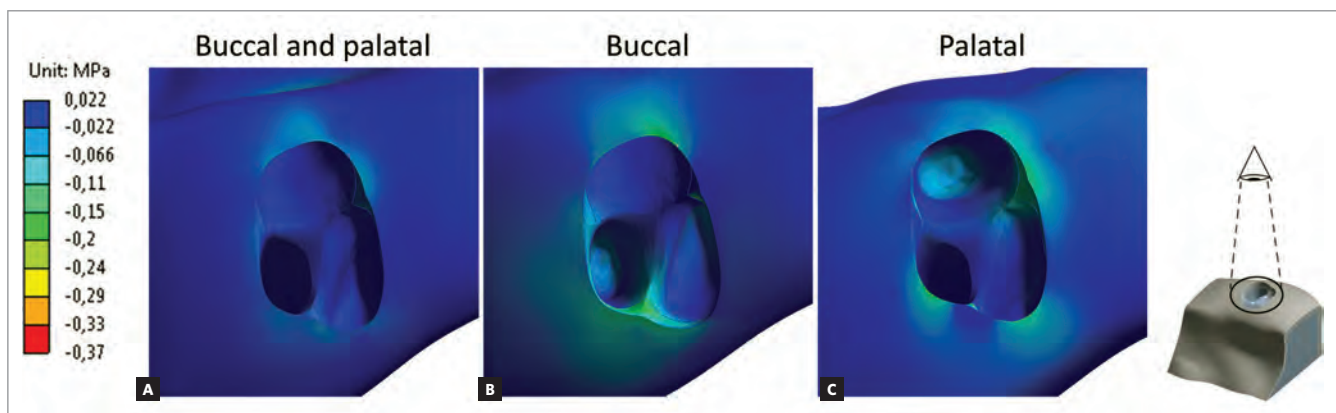 Buccal and palatal
Buccal
Palatal
Unit: MPa
0,022
-0,022
-0,066
-0,11
-0,15
-0,2
-0,24
-0,29
-0,33
-0,37
A
B
C